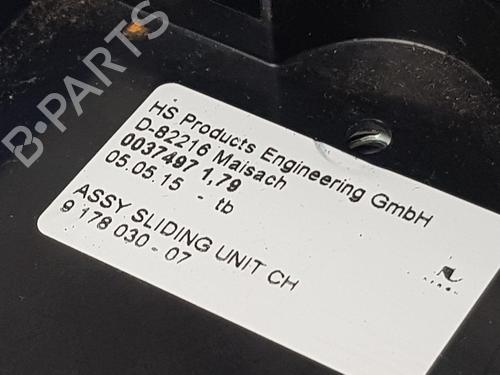 B-PARTS
HS Products Engineering GmbH
D-82216 Maisach
0037497 1,79
05.05.15 - tb
ASSY SLIDING UNIT CH
9 178 030 - 07